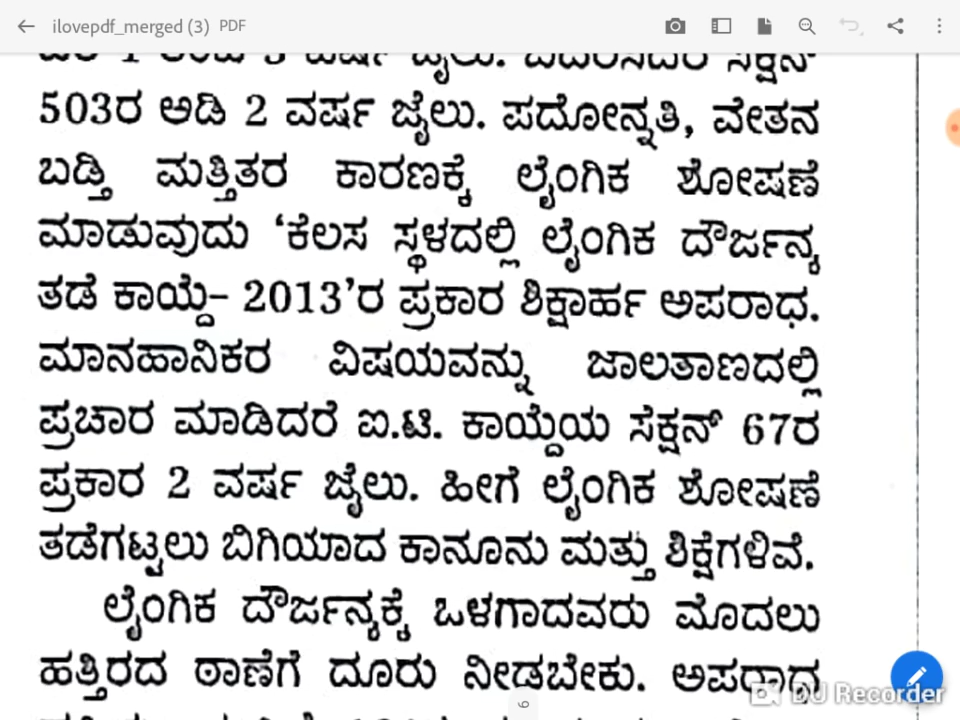 ilovepdf_merged (3) PDF
503ರ ಅಡಿ 2 ವರ್ಷ ಜೈಲು. ಪದೋನ್ನತಿ, ವೇತನ
ಬಡ್ತಿ ಮತ್ತಿತರ ಕಾರಣಕ್ಕೆ ಲೈಂಗಿಕ ಶೋಷಣೆ
ಮಾಡುವುದು ‘ಕೆಲಸ ಸ್ಥಳದಲ್ಲಿ ಲೈಂಗಿಕ ದೌರ್ಜನ್ಯ
ತಡೆ ಕಾಯ್ದೆ- 2013’ರ ಪ್ರಕಾರ ಶಿಕ್ಷಾರ್ಹ ಅಪರಾಧ.
ಮಾನಹಾನಿಕರ ವಿಷಯವನ್ನು ಜಾಲತಾಣದಲ್ಲಿ
ಪ್ರಚಾರ ಮಾಡಿದರೆ ಐ.ಟಿ. ಕಾಯ್ದೆಯ ಸೆಕ್ಷನ್ 67ರ
ಪ್ರಕಾರ 2 ವರ್ಷ ಜೈಲು. ಹೀಗೆ ಲೈಂಗಿಕ ಶೋಷಣೆ
ತಡೆಗಟ್ಟಲು ಬಿಗಿಯಾದ ಕಾನೂನು ಮತ್ತು ಶಿಕ್ಷೆಗಳಿವೆ.
ಲೈಂಗಿಕ ದೌರ್ಜನ್ಯಕ್ಕೆ ಒಳಗಾದವರು ಮೊದಲು
ಹತ್ತಿರದ ಠಾಣೆಗೆ ದೂರು ನೀಡಬೇಕು. ಅಪರಾಧ
DU Recorder